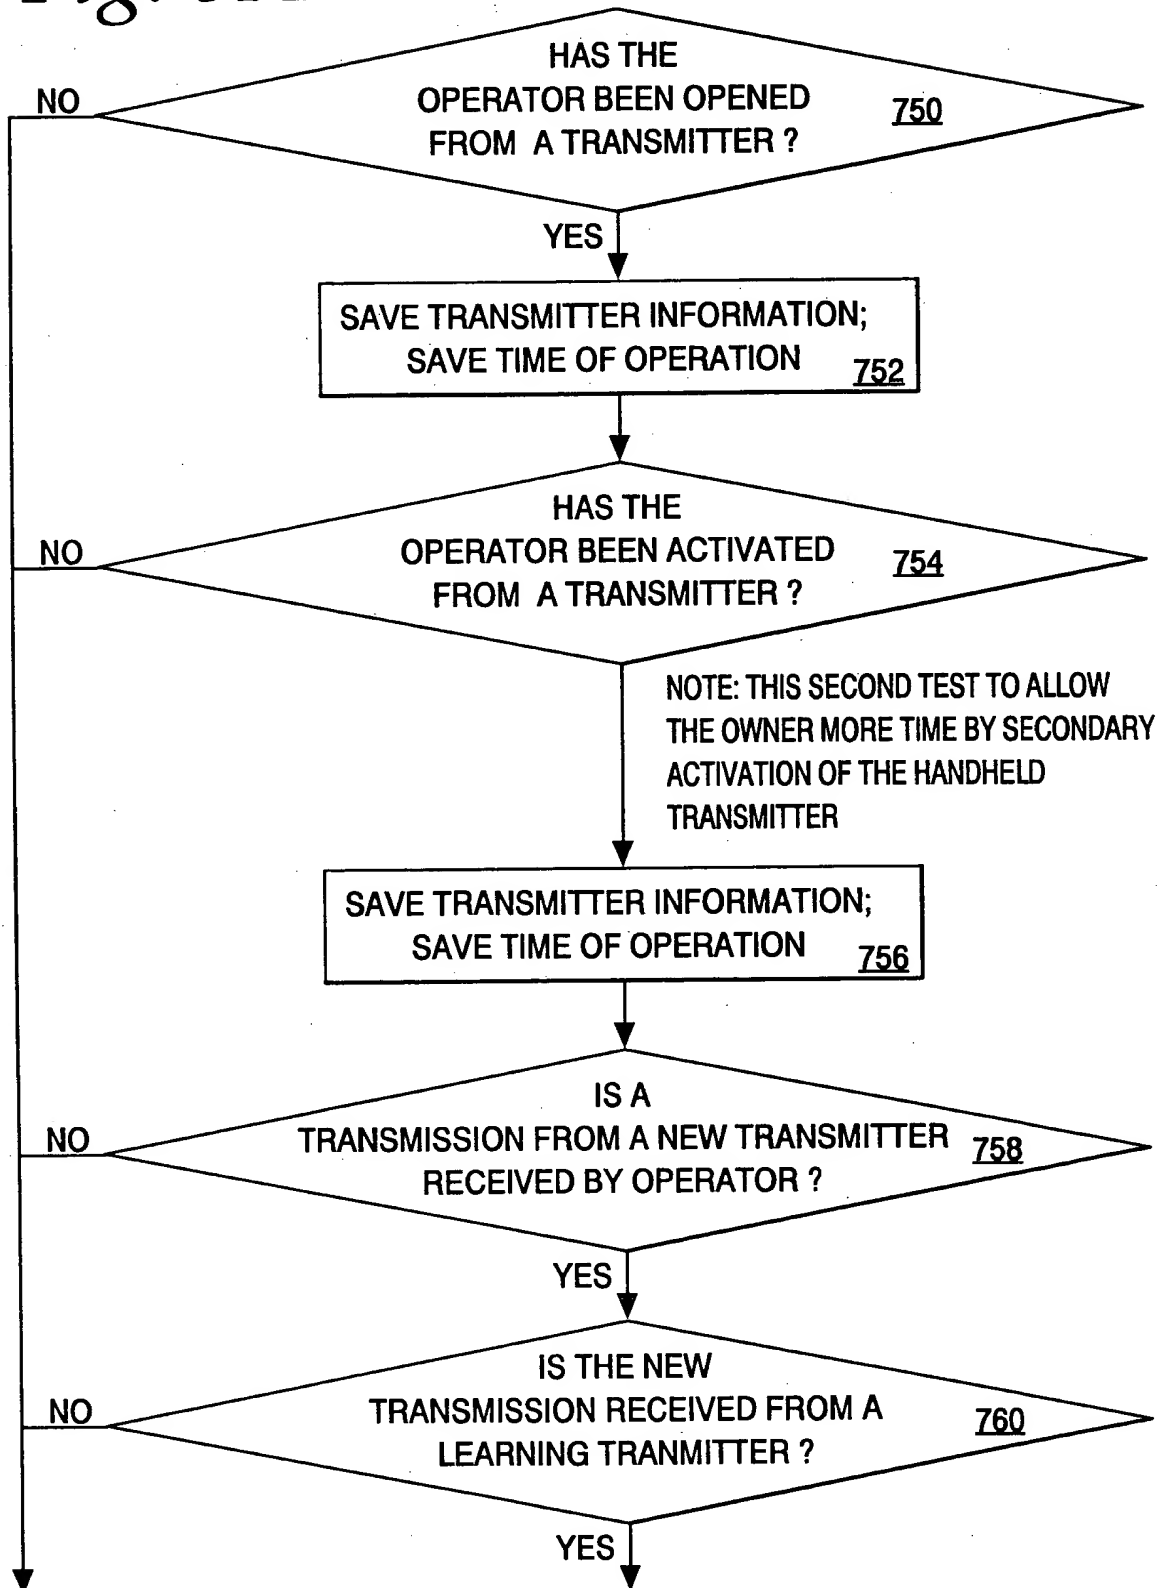 Fig.
HAS THE
OPERATOR BEEN OPENED
FROM A TRANSMITTER ?
750
NO
YES
SAVE TRANSMITTER INFORMATION;
SAVE TIME OF OPERATION
752
HAS THE
OPERATOR BEEN ACTIVATED
FROM A TRANSMITTER ?
754
NO
NOTE: THIS SECOND TEST TO ALLOW
THE OWNER MORE TIME BY SECONDARY
ACTIVATION OF THE HANDHELD
TRANSMITTER
SAVE TRANSMITTER INFORMATION;
SAVE TIME OF OPERATION
756
IS A
TRANSMISSION FROM A NEW TRANSMITTER
RECEIVED BY OPERATOR ?
758
NO
YES
IS THE NEW
TRANSMISSION RECEIVED FROM A
LEARNING TRANMITTER ?
760
NO
YES